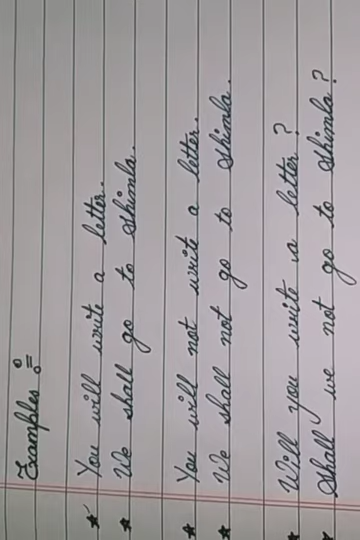 Examples :=
* You will write a letter.
* We shall go to Shimla.
* You will not write a letter.
* We shall not go to Shimla.
* Will you write a letter?
* Shall we not go to Shimla?